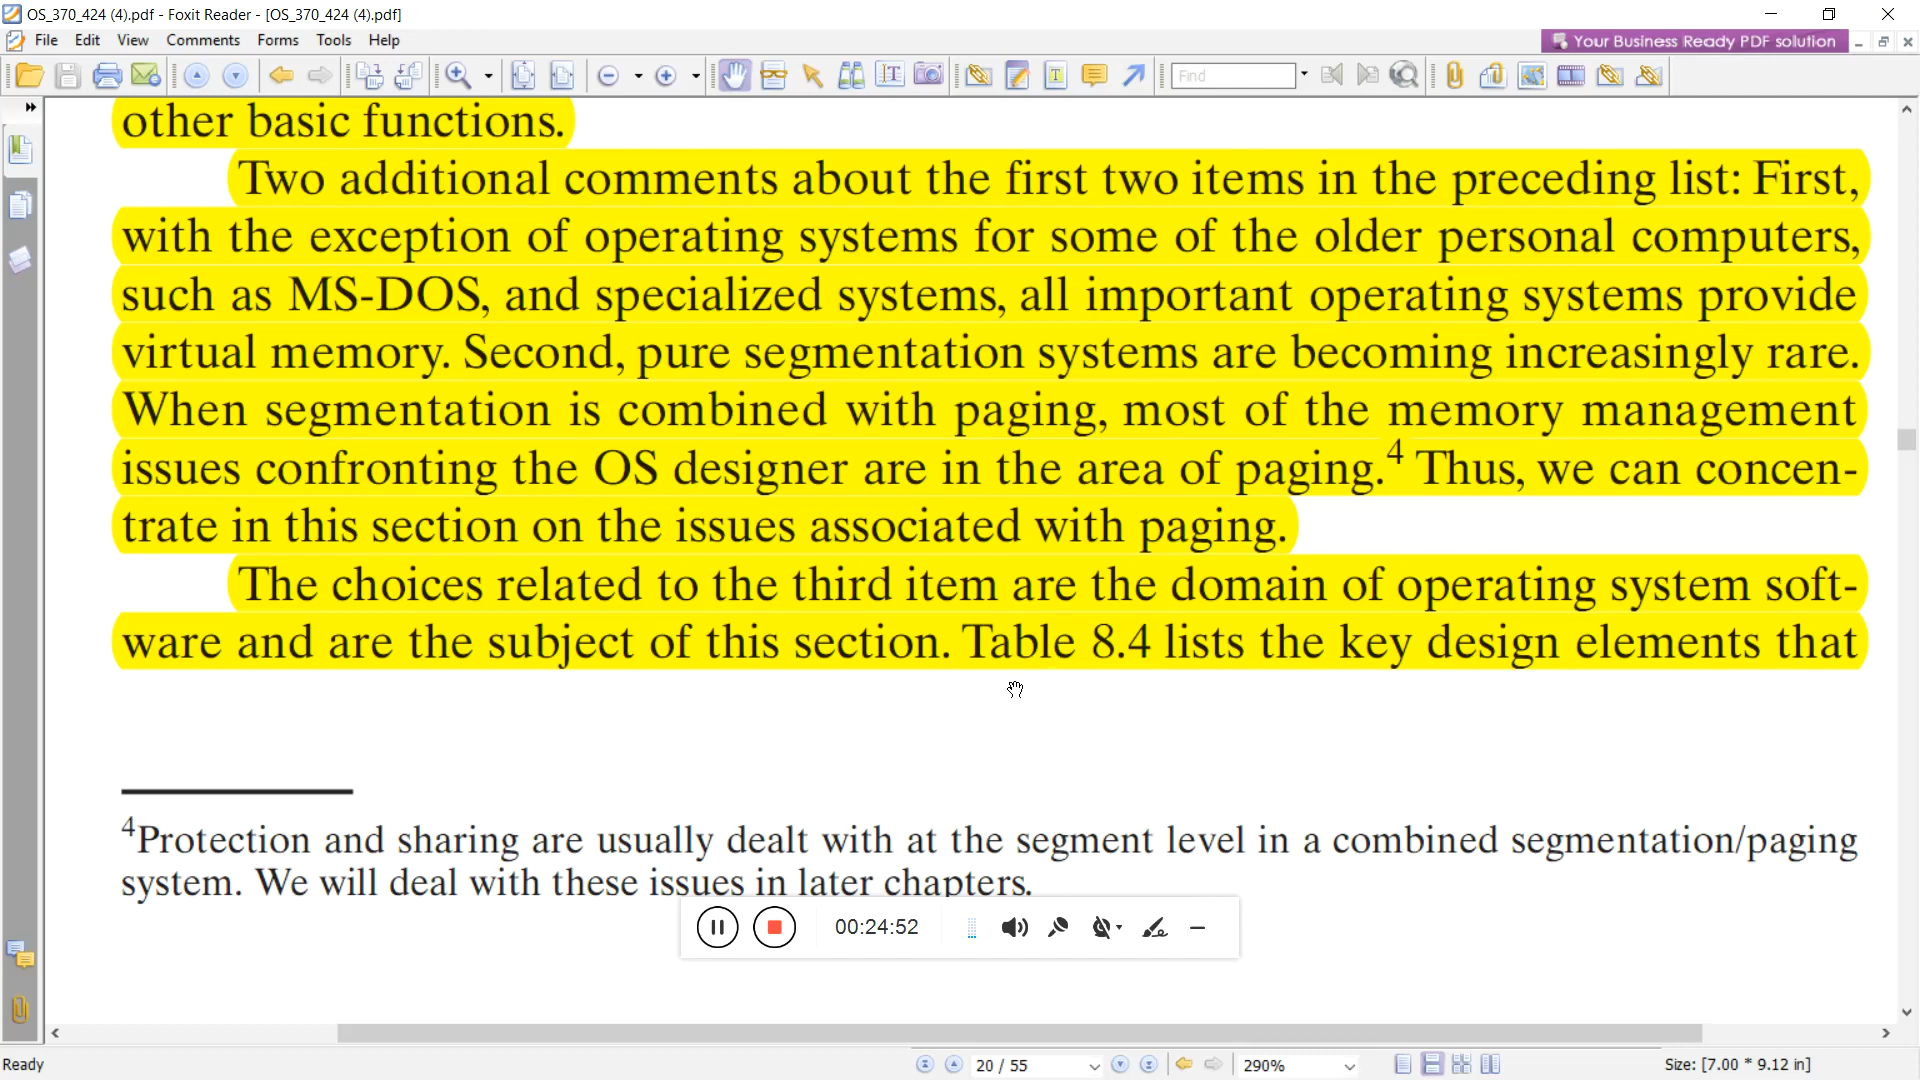 OS_370_424 (4).pdf - Foxit Reader - [OS_370_424 (4).pdf]
File Edit View Comments Forms Tools Help
Your Business Ready PDF solution
Find
other basic functions.
Two additional comments about the first two items in the preceding list: First,
with the exception of operating systems for some of the older personal computers,
such as MS-DOS, and specialized systems, all important operating systems provide
virtual memory. Second, pure segmentation systems are becoming increasingly rare.
When segmentation is combined with paging, most of the memory management
issues confronting the OS designer are in the area of paging.4 Thus, we can concen-
trate in this section on the issues associated with paging.
The choices related to the third item are the domain of operating system soft-
ware and are the subject of this section. Table 8.4 lists the key design elements that
4Protection and sharing are usually dealt with at the segment level in a combined segmentation/paging
system. We will deal with these issues in later chapters.
00:24:52
Ready
20 / 55
290%
Size: [7.00 * 9.12 in]